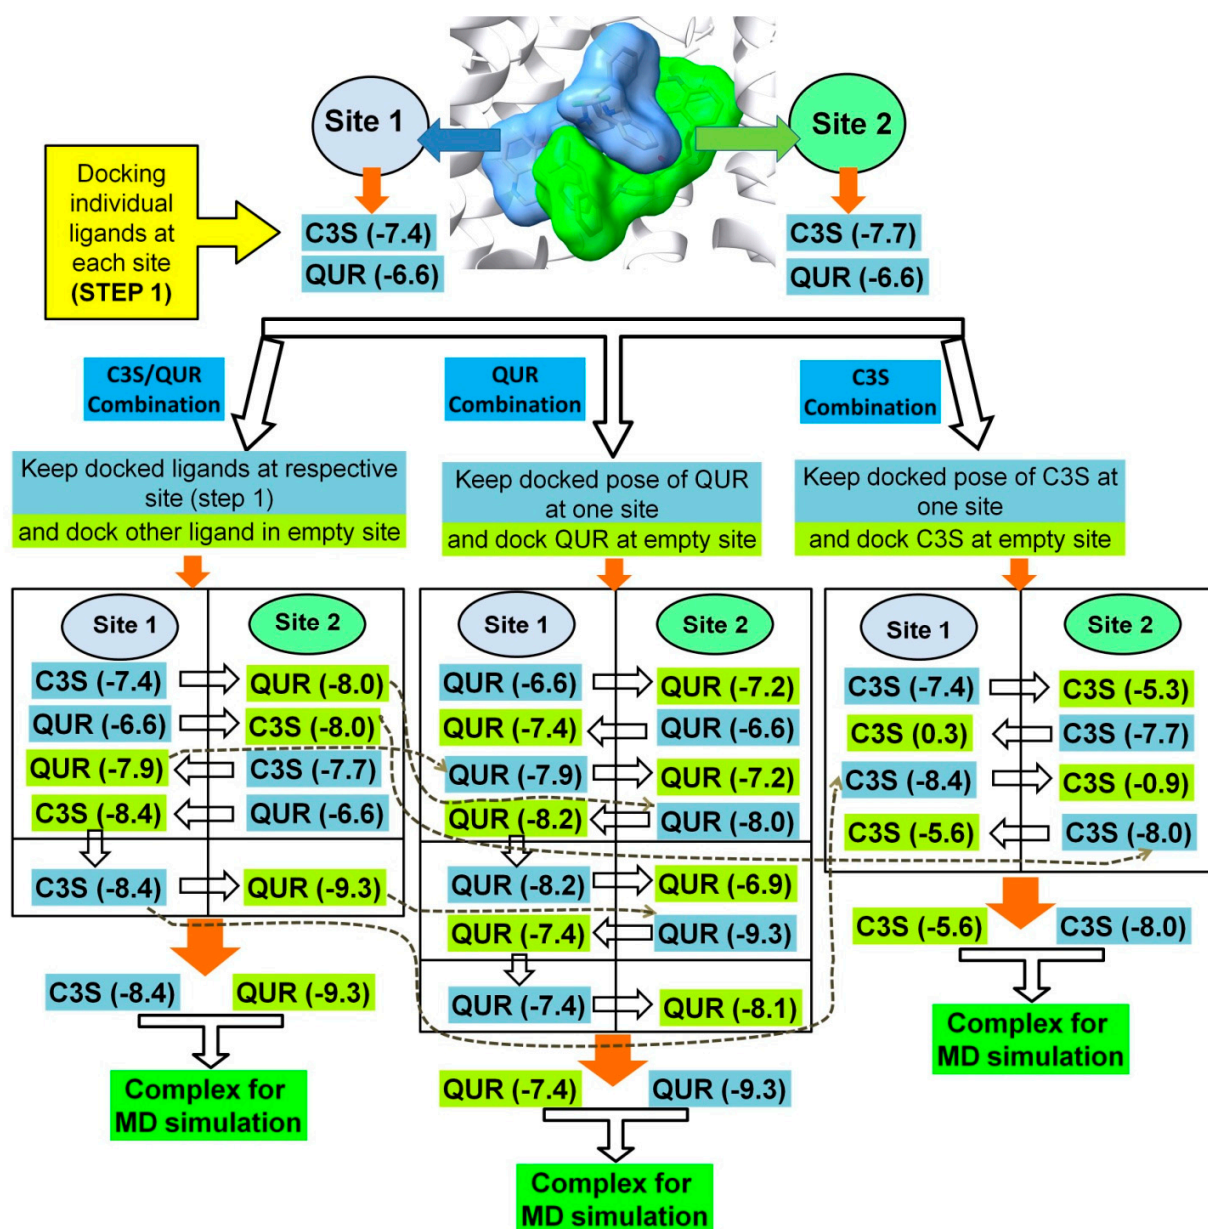 Site 1
Site 2
Docking
individual
ligands at
each site
(STEP 1)
C3S (-7.4)
QUR (-6.6)
C3S (-7.7)
QUR (-6.6)
C3S/QUR
Combination
QUR
Combination
C3S
Combination
Keep docked ligands at respective
site (step 1)
and dock other ligand in empty site
Keep docked pose of QUR
at one site
and dock QUR at empty site
Keep docked pose of C3S at
one site
and dock C3S at empty site
Site 1
Site 2
C3S (-7.4)
QUR (-8.0)
QUR (-6.6)
C3S (-8.0)
QUR (-7.9)
C3S (-7.7)
C3S (-8.4)
QUR (-6.6)
C3S (-8.4)
QUR (-9.3)
C3S (-8.4)
QUR (-9.3)
Complex for
MD simulation
Site 1
Site 2
QUR (-6.6)
QUR (-7.2)
QUR (-7.4)
QUR (-6.6)
QUR (-7.9)
QUR (-7.2)
QUR (-8.2)
QUR (-8.0)
QUR (-8.2)
QUR (-6.9)
QUR (-7.4)
QUR (-9.3)
QUR (-7.4)
QUR (-8.1)
QUR (-7.4)
QUR (-9.3)
Complex for
MD simulation
Site 1
Site 2
C3S (-7.4)
C3S (-5.3)
C3S (0.3)
C3S (-7.7)
C3S (-8.4)
C3S (-0.9)
C3S (-5.6)
C3S (-8.0)
C3S (-5.6)
C3S (-8.0)
Complex for
MD simulation